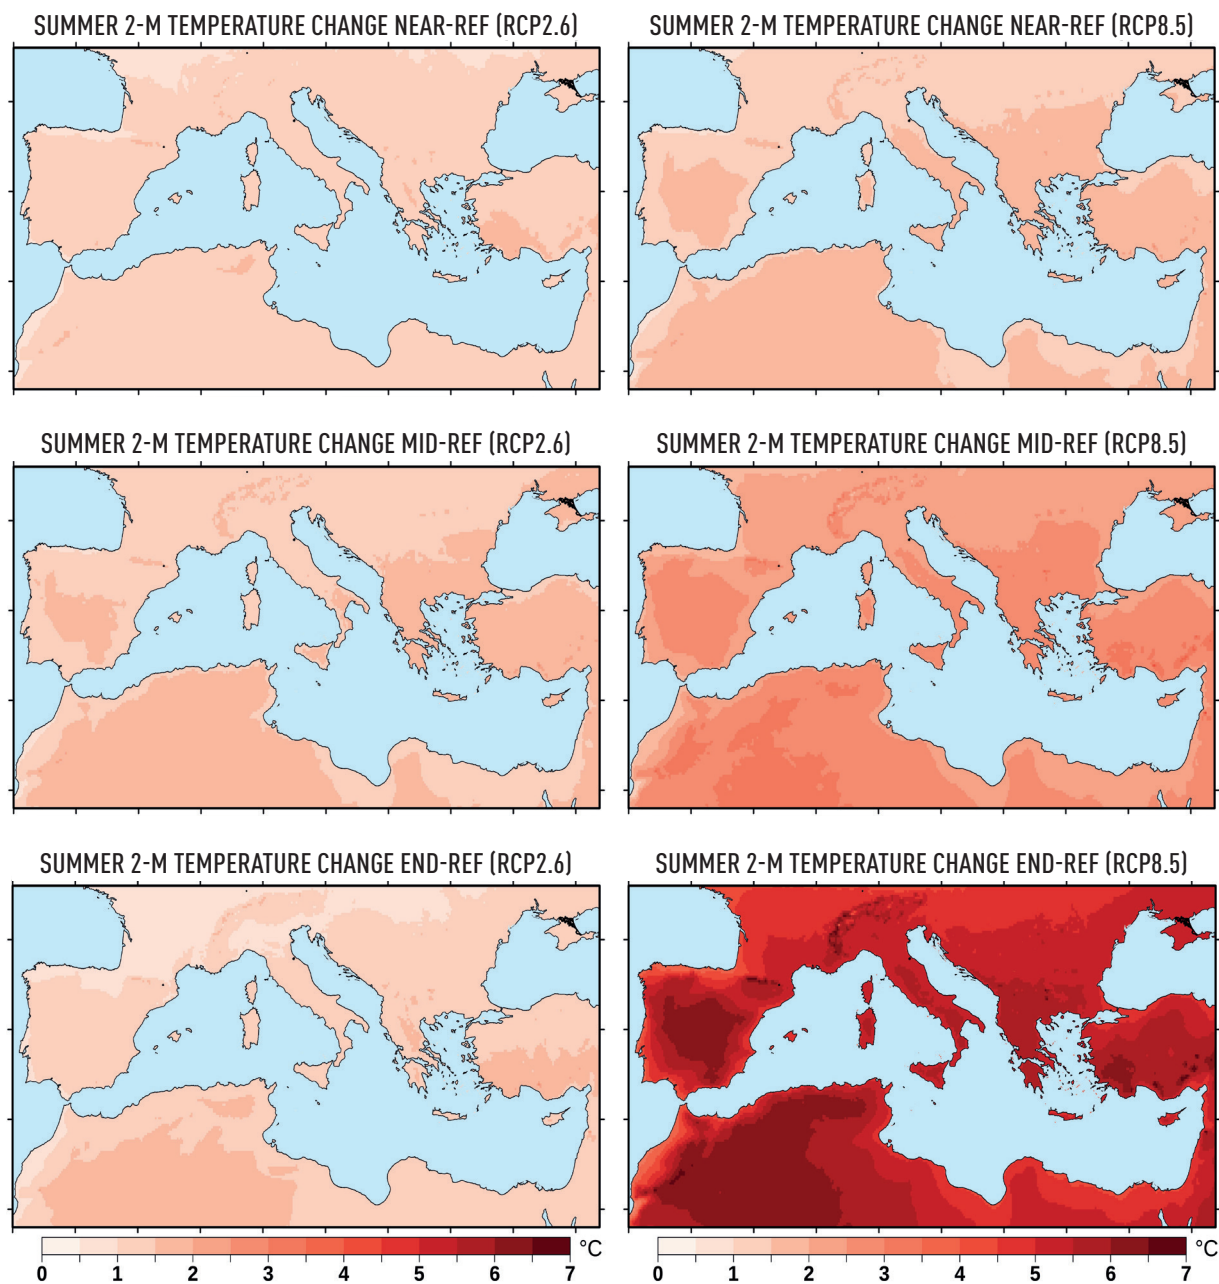 SUMMER 2-M TEMPERATURE CHANGE NEAR-REF (RCP2.6)
SUMMER 2-M TEMPERATURE CHANGE NEAR-REF (RCP8.5)
SUMMER 2-M TEMPERATURE CHANGE MID-REF (RCP2.6)
SUMMER 2-M TEMPERATURE CHANGE MID-REF (RCP8.5)
SUMMER 2-M TEMPERATURE CHANGE END-REF (RCP2.6)
SUMMER 2-M TEMPERATURE CHANGE END-REF (RCP8.5)
°C
0 1 2 3 4 5 6 7
°C
0 1 2 3 4 5 6 7